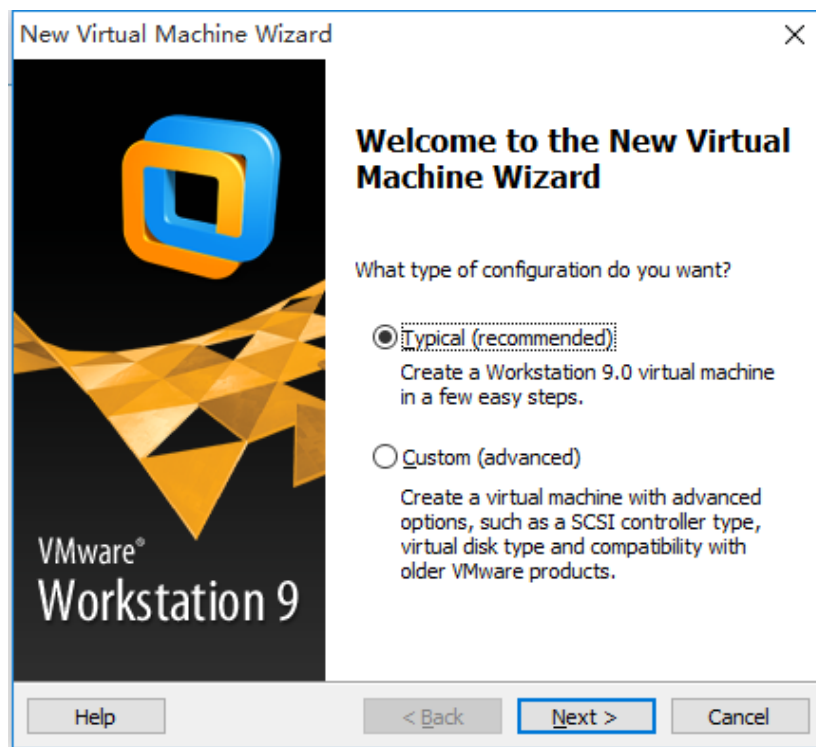 New Virtual Machine Wizard
Welcome to the New Virtual
Machine Wizard
What type of configuration do you want?
Typical (recommended)
Create a Workstation 9.0 virtual machine
in a few easy steps.
Custom (advanced)
Create a virtual machine with advanced
options, such as a SCSI controller type,
virtual disk type and compatibility with
older VMware products.
VMware®
Workstation 9
Help
< Back
Next >
Cancel